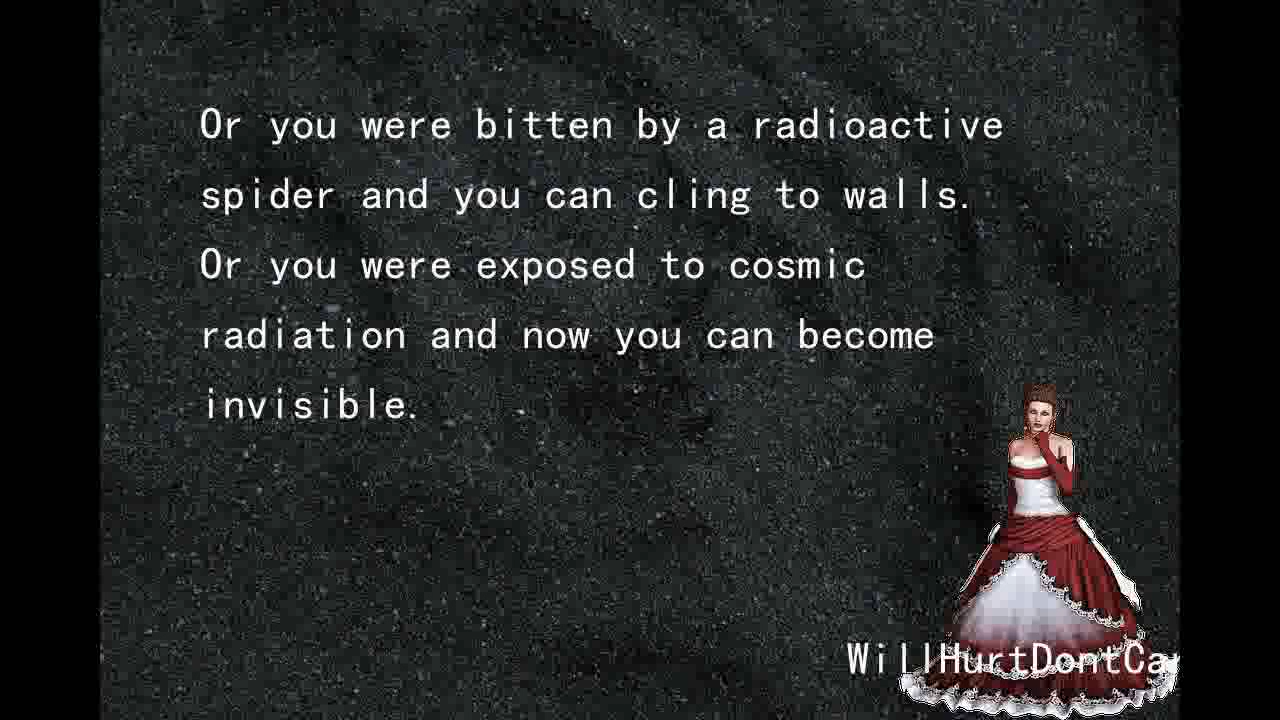 Or you were bitten by a radioactive
spider and you can cling to walls.
Or you were exposed to cosmic
radiation and now you can become
invisible.
WillHurtDontCa